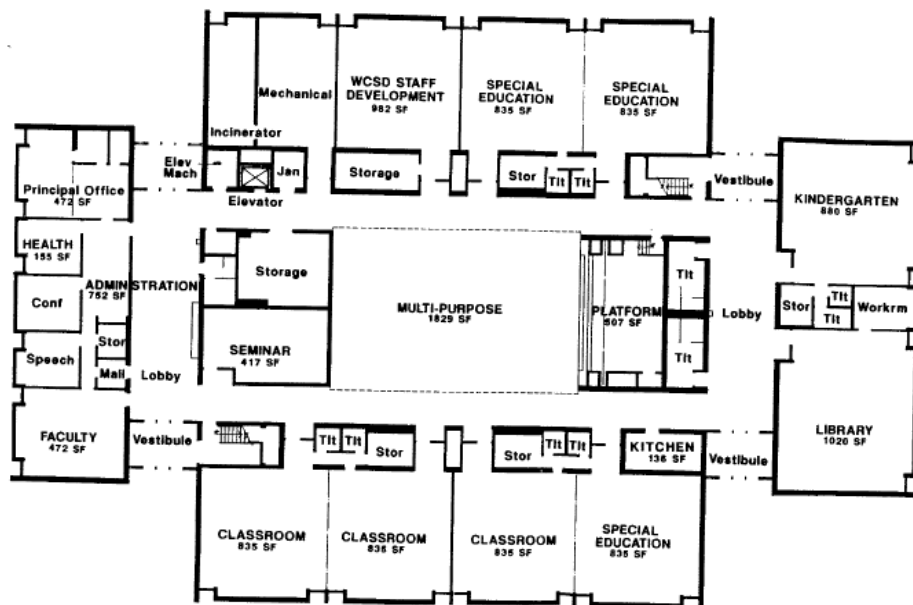 WCSD STAFF
DEVELOPMENT
982 SF
SPECIAL
EDUCATION
835 SF
SPECIAL
EDUCATION
835 SF
Mechanical
Incinerator
Elev
Mach
Jan
Storage
Stor
Tlt
Tlt
Vestibule
Elevator
Principal Office
472 SF
KINDERGARTEN
880 SF
HEALTH
155 SF
ADMINISTRATION
752 SF
Conf
Stor
Speech
Mail
Lobby
Storage
SEMINAR
417 SF
MULTI-PURPOSE
1829 SF
PLATFORM
507 SF
Tlt
Tlt
Lobby
Stor
Tlt
Tlt
Workrm
FACULTY
472 SF
Vestibule
Tlt
Tlt
Stor
Stor
Tlt
Tlt
KITCHEN
136 SF
Vestibule
LIBRARY
1020 SF
CLASSROOM
835 SF
CLASSROOM
835 SF
CLASSROOM
835 SF
SPECIAL
EDUCATION
835 SF